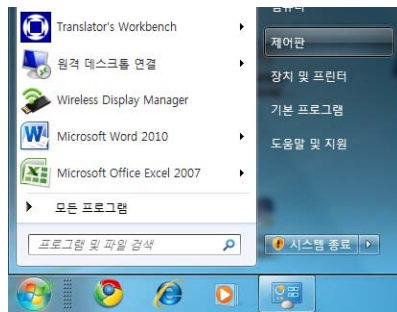 Translator's Workbench
원격 데스크톱 연결
Wireless Display Manager
Microsoft Word 2010
Microsoft Office Excel 2007
모든 프로그램
프로그램 및 파일 검색
제어판
장치 및 프린터
기본 프로그램
도움말 및 지원
시스템 종료